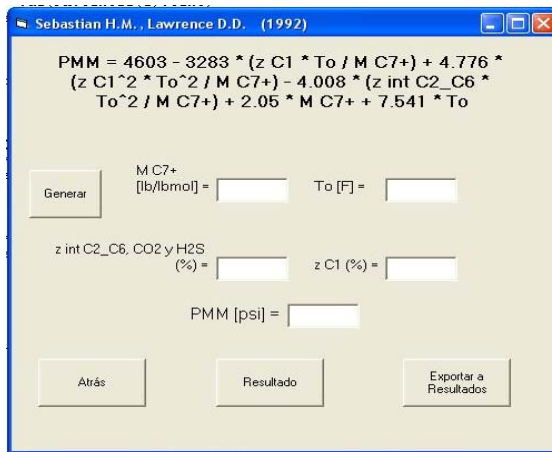 Sebastian H.M., Lawrence D.D. (1992)
PMM = 4603 - 3283 * (z C1 * To / M C7+) + 4.776 *
(z C1^2 * To^2 / M C7+) - 4.008 * (z int C2_C6 *
To^2 / M C7+) + 2.05 * M C7+ + 7.541 * To
Generar
M C7+
[lb/lbmol] =
To [F] =
z int C2_C6, CO2 y H2S
(%) =
z C1 (%) =
PMM [psi] =
Atrás
Resultado
Exportar a
Resultados